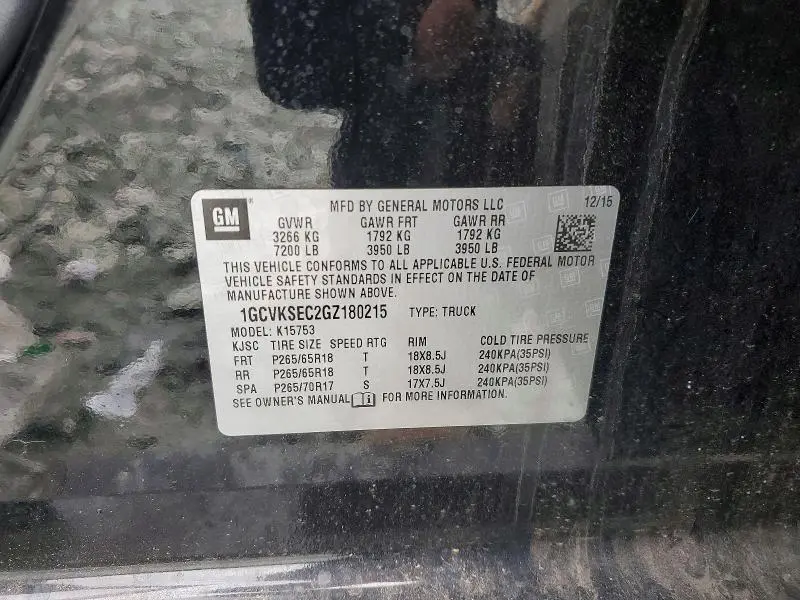 GM
MFD BY GENERAL MOTORS LLC 12/15
GVWR GAWR FRT GAWR RR
3266 KG 1792 KG 1792 KG
7200 LB 3950 LB 3950 LB
THIS VEHICLE CONFORMS TO ALL APPLICABLE U.S. FEDERAL MOTOR
VEHICLE SAFETY STANDARDS IN EFFECT ON THE DATE OF
MANUFACTURE SHOWN ABOVE.
1GCVKSEC2GZ180215 TYPE: TRUCK
MODEL: K15753
KJSC TIRE SIZE SPEED RTG RIM COLD TIRE PRESSURE
FRT P265/65R18 T 18X8.5J 240KPA(35PSI)
RR P265/65R18 T 18X8.5J 240KPA(35PSI)
SPA P265/70R17 S 17X7.5J 240KPA(35PSI)
SEE OWNER'S MANUAL i FOR MORE INFORMATION.